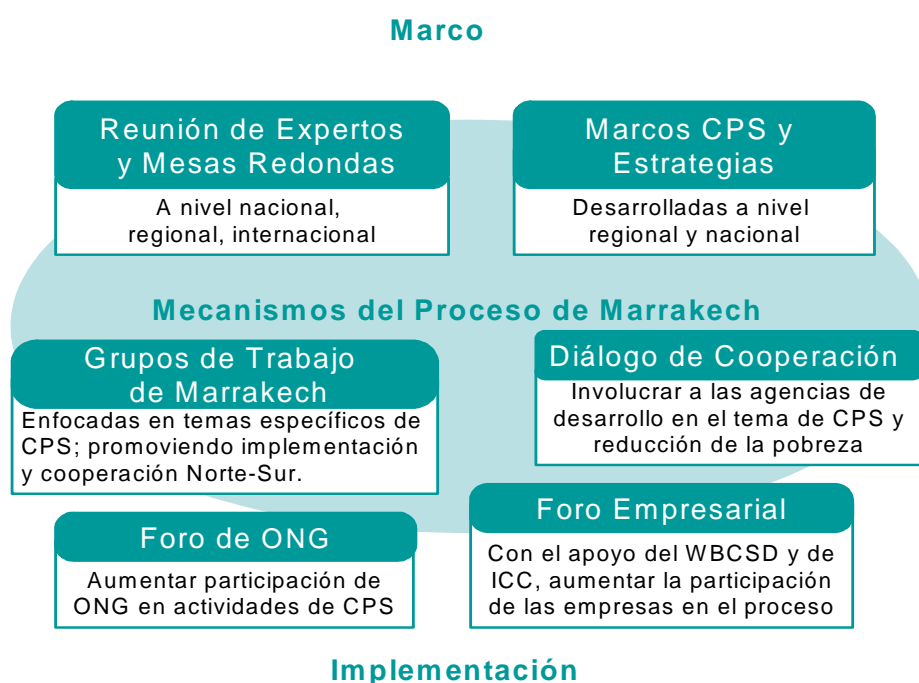 Marco
Reunión de Expertos
y Mesas Redondas
A nivel nacional,
regional, internacional
Marcos CPS y
Estrategias
Desarrolladas a nivel
regional y nacional
Mecanismos del Proceso de Marrakech
Grupos de Trabajo
de Marrakech
Enfocadas en temas específicos de
CPS; promoviendo implementación
y cooperación Norte-Sur.
Diálogo de Cooperación
Involucrar a las agencias de
desarrollo en el tema de CPS y
reducción de la pobreza
Foro de ONG
Aumentar participación de
ONG en actividades de CPS
Foro Empresarial
Con el apoyo del WBCSD y de
ICC, aumentar la participación
de las empresas en el proceso
Implementación